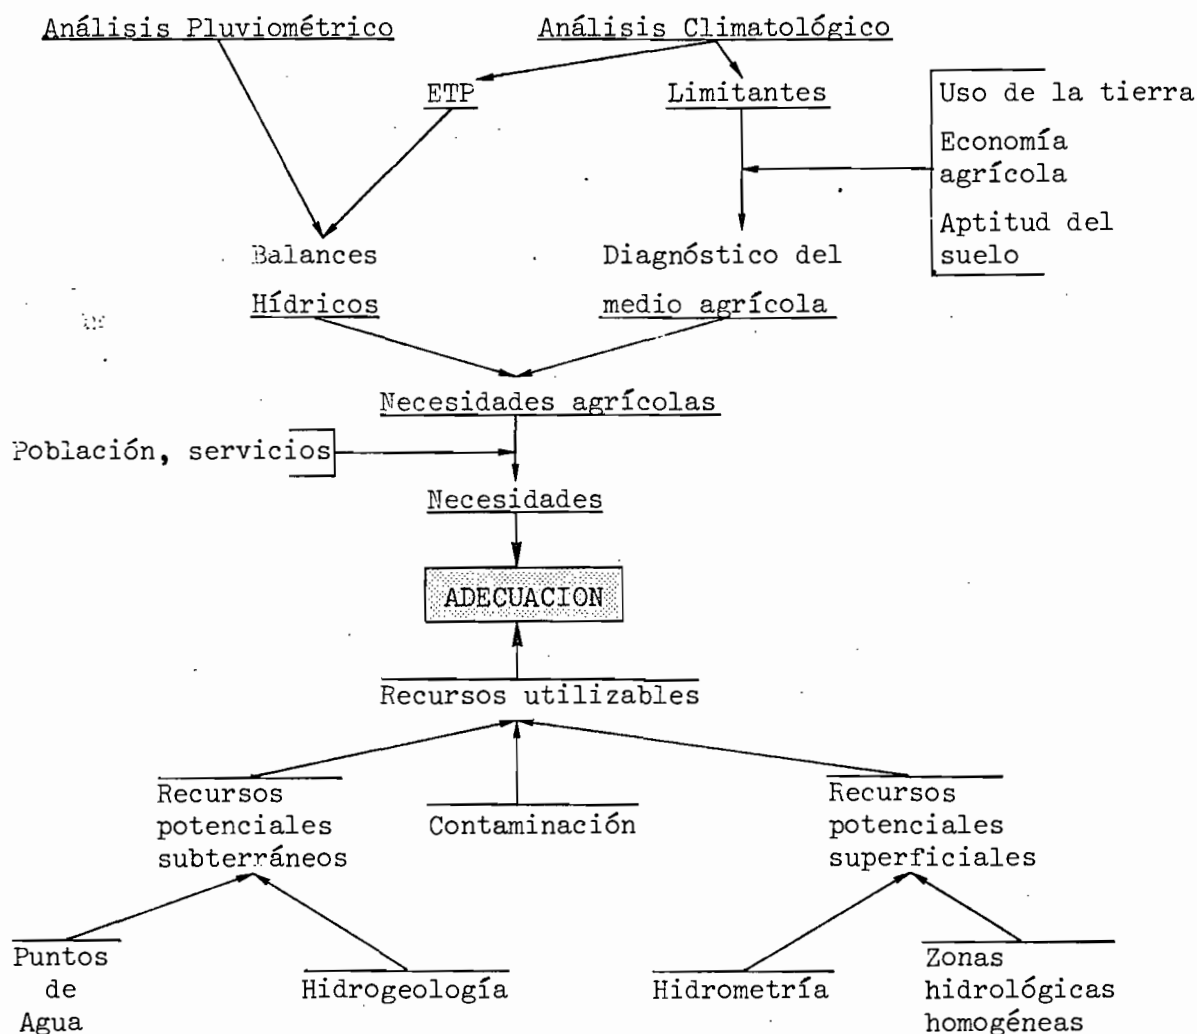 Análisis Pluviométrico
Análisis Climatológico
ETP
Limitantes
Uso de la tierra
Economía
agrícola
Aptitud del
suelo
Balances
Hídricos
Diagnóstico del
medio agrícola
Necesidades agrícolas
Población, servicios
Necesidades
ADECUACION
Recursos utilizables
Recursos
potenciales
subterráneos
Contaminación
Recursos
potenciales
superficiales
Puntos
de
Agua
Hidrogeología
Hidrometría
Zonas
hidrológicas
homogéneas